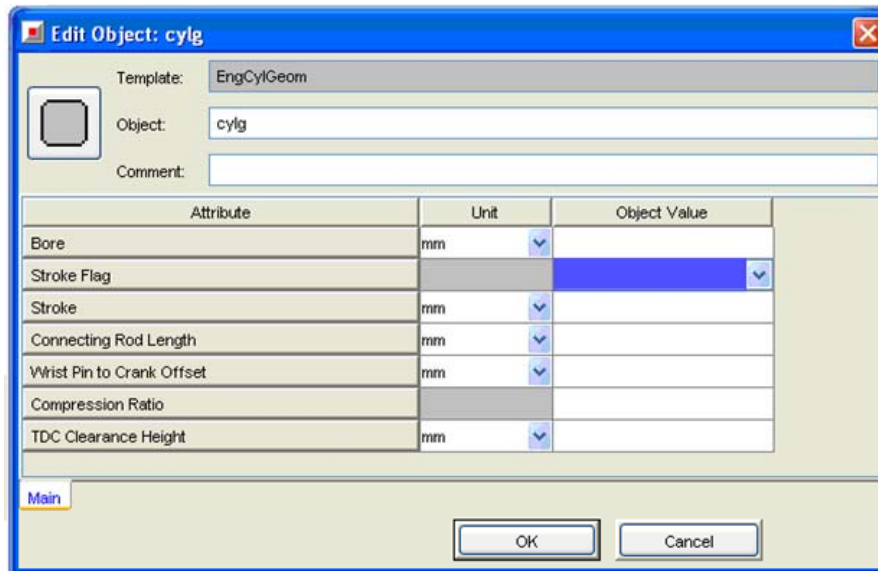 Edit Object: cylg
Template: EngCylGeom
Object: cylg
Comment:
Attribute Unit Object Value
Bore mm
Stroke Flag
Stroke mm
Connecting Rod Length mm
Wrist Pin to Crank Offset mm
Compression Ratio
TDC Clearance Height mm
Main
OK Cancel